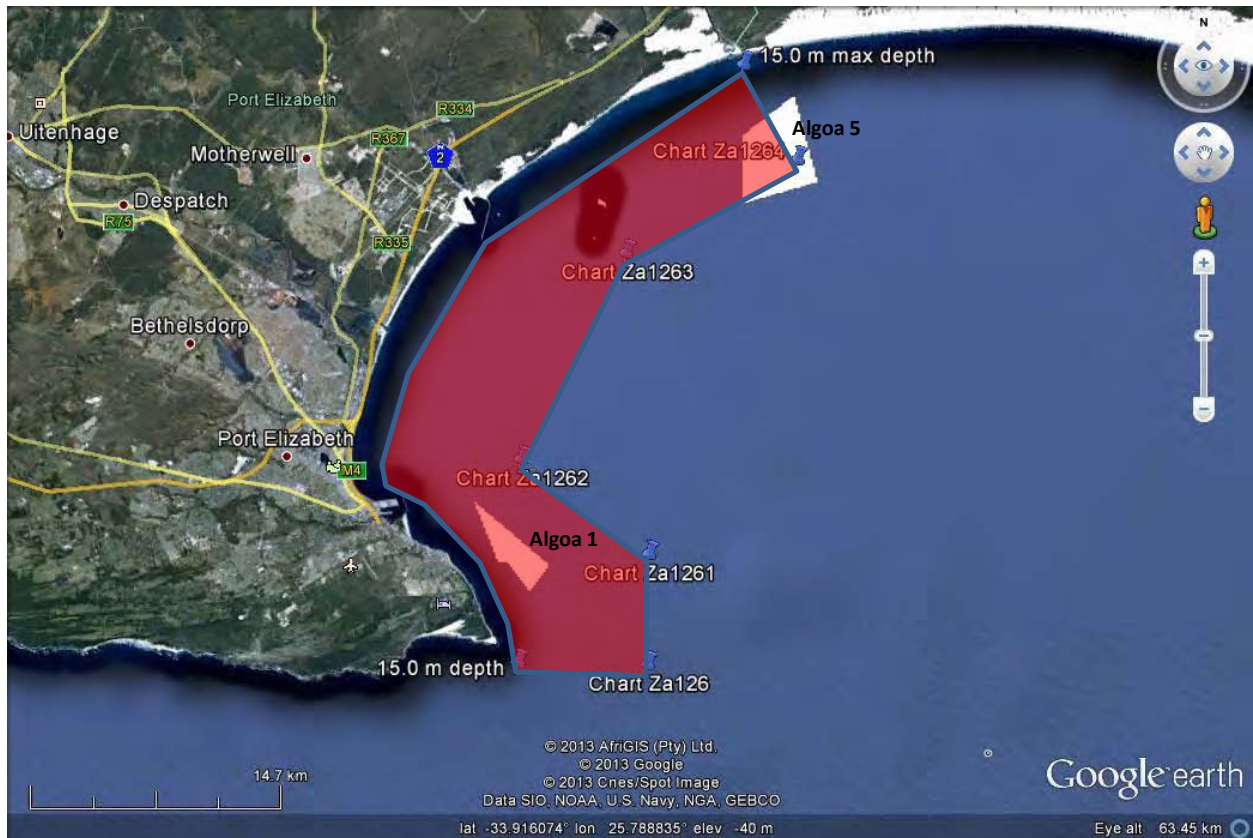 N
15.0 m max depth
Port Elizabeth
R334
Algoa 5
Uitenhage
R367
Motherwell
2
Chart Za1264
Despatch
R75
R335
Chart Za1263
Bethelsdorp
Port Elizabeth
M4
Chart Za1262
Algoa 1
Chart Za1261
15.0 m depth
Chart Za126
© 2013 AfriGIS (Pty) Ltd.
© 2013 Google
© 2013 Cnes/Spot Image
Data SIO, NOAA, U.S. Navy, NGA, GEBCO
14.7 km
Google earth
lat -33.916074° lon 25.788835° elev -40 m
Eye alt 63.45 km